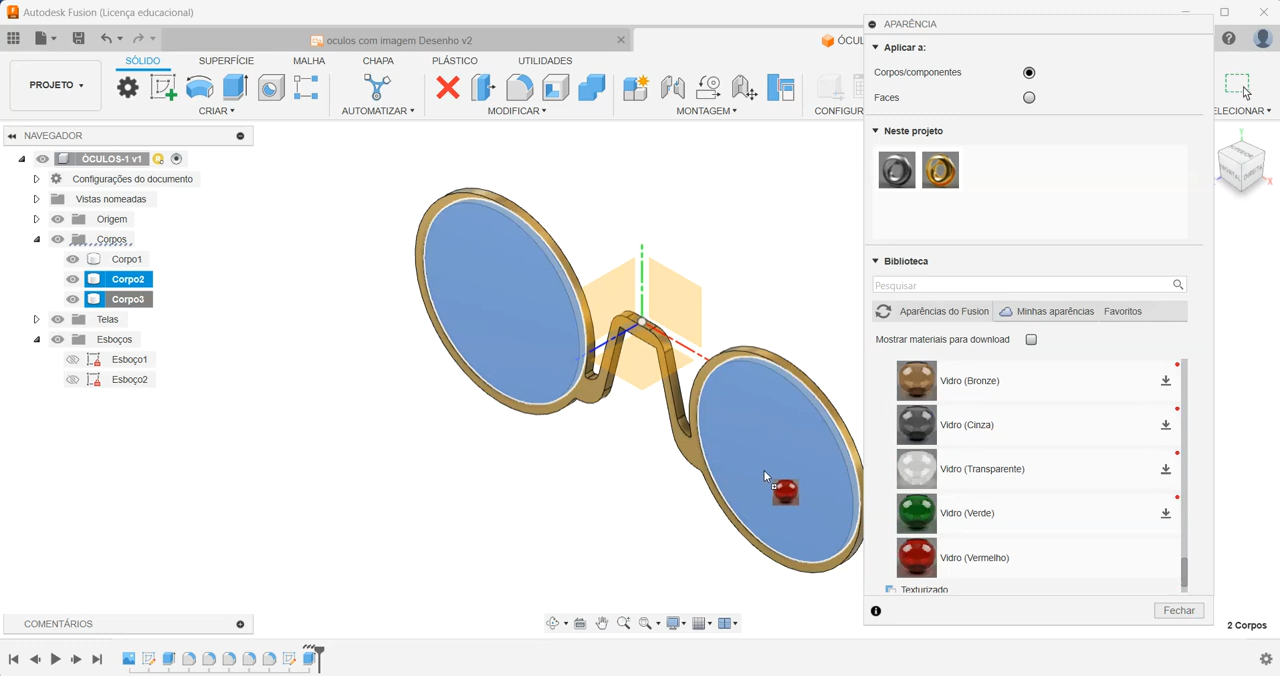 Autodesk Fusion (Licença educacional)
oculos com imagem Desenho v2
ÓCUL
SÓLIDO
SUPERFÍCIE
MALHA
CHAPA
PLÁSTICO
UTILIDADES
PROJETO
CRIAR
AUTOMATIZAR
MODIFICAR
MONTAGEM
CONFIGUR
ELECIONAR
NAVEGADOR
ÓCULOS-1 v1
Configurações do documento
Vistas nomeadas
Origem
Corpos
Corpo1
Corpo2
Corpo3
Telas
Esboços
Esboço1
Esboço2
APARÊNCIA
Aplicar a:
Corpos/componentes
Faces
Neste projeto
Biblioteca
Pesquisar
Aparências do Fusion
Minhas aparências
Favoritos
Mostrar materiais para download
Vidro (Bronze)
Vidro (Cinza)
Vidro (Transparente)
Vidro (Verde)
Vidro (Vermelho)
Texturizado
Fechar
Y
X
FRONTAL
DIREITA
COMENTÁRIOS
2 Corpos